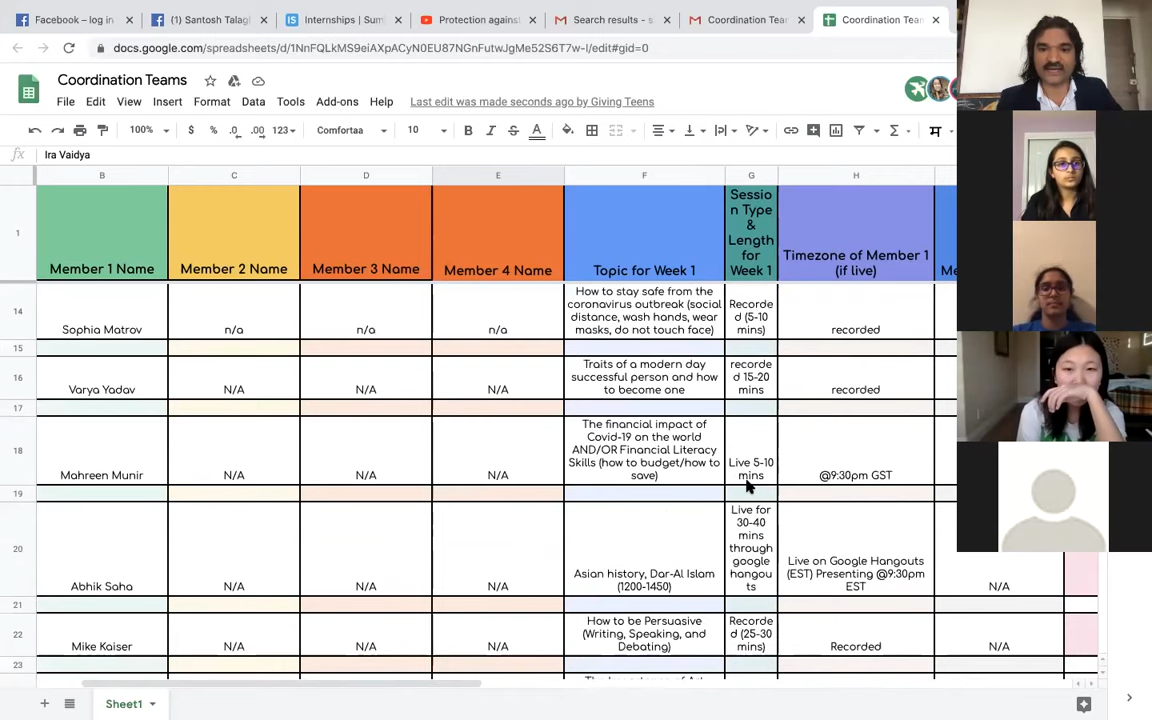 Facebook – log in
(1) Santosh Talagl
Internships | Sum
Protection agains
Search results - s
Coordination Team
Coordination Team
docs.google.com/spreadsheets/d/1NnFQLkMS9eiAXpACyN0EU87NGnFutwJgMe52S6T7w-I/edit#gid=0
Coordination Teams
File Edit View Insert Format Data Tools Add-ons Help Last edit was made seconds ago by Giving Teens
100% $ % .0 .00 123 Comfortaa 10 B I S A
fx Ira Vaidya
B C D E F G H
1
Member 1 Name
Member 2 Name
Member 3 Name
Member 4 Name
Topic for Week 1
Sessio
n Type
&
Length
for
Week 1
Timezone of Member 1
(if live)
Me
14
Sophia Matrov
n/a
n/a
n/a
How to stay safe from the
coronavirus outbreak (social
distance, wash hands, wear
masks, do not touch face)
Recorde
d (5-10
mins)
recorded
15
16
Varya Yadav
N/A
N/A
N/A
Traits of a modern day
successful person and how
to become one
recorde
d 15-20
mins
recorded
17
18
Mahreen Munir
N/A
N/A
N/A
The financial impact of
Covid-19 on the world
AND/OR Financial Literacy
Skills (how to budget/how to
save)
Live 5-10
mins
@9:30pm GST
19
20
Abhik Saha
N/A
N/A
N/A
Asian history, Dar-Al Islam
(1200-1450)
Live for
30-40
mins
through
google
hangou
ts
Live on Google Hangouts
(EST) Presenting @9:30pm
EST
N/A
21
22
Mike Kaiser
N/A
N/A
N/A
How to be Persuasive
(Writing, Speaking, and
Debating)
Recorde
d (25-30
mins)
Recorded
N/A
23
Sheet1